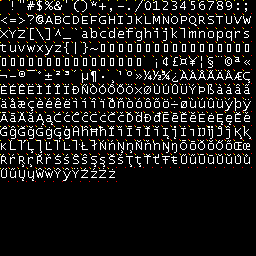 !"#$%&'()*+,-./0123456789:;
<=>?@ABCDEFGHIJKLMNOPQRSTUVW
XYZ[\]^_`abcdefghijklmnopqrs
tuvwxyz{|}~
¡¢£¤¥¦§¨©ª«
¬-®¯°±²³´µ¶·¸¹º»¼½¾¿ÀÁÂÃÄÅÆÇ
ÈÉÊËÌÍÎÏÐÑÒÓÔÕÖ×ØÙÚÛÜÝÞßàáâã
äåæçèéêëìíîïðñòóôõö÷øùúûüýþÿ
ĀāĂăĄąĆćĈĉĊċČčĎďĐđĒēĔĕĖėĘęĚě
ĜĝĞğĠġĢģĤĥĦħĨĩĪīĬĭĮįİıĲĳĴĵĶķ
ĸĹĺĻļĽľĿŀŁłŃńŅņŇňŉŊŋŌōŎŏŐőŒœ
ŔŕŖŗŘřŚśŜŝŞşŠšŢţŤťŦŧŨũŪūŬŭŮů
ŰűŲųŴŵŶŷŸŹźŻżŽž